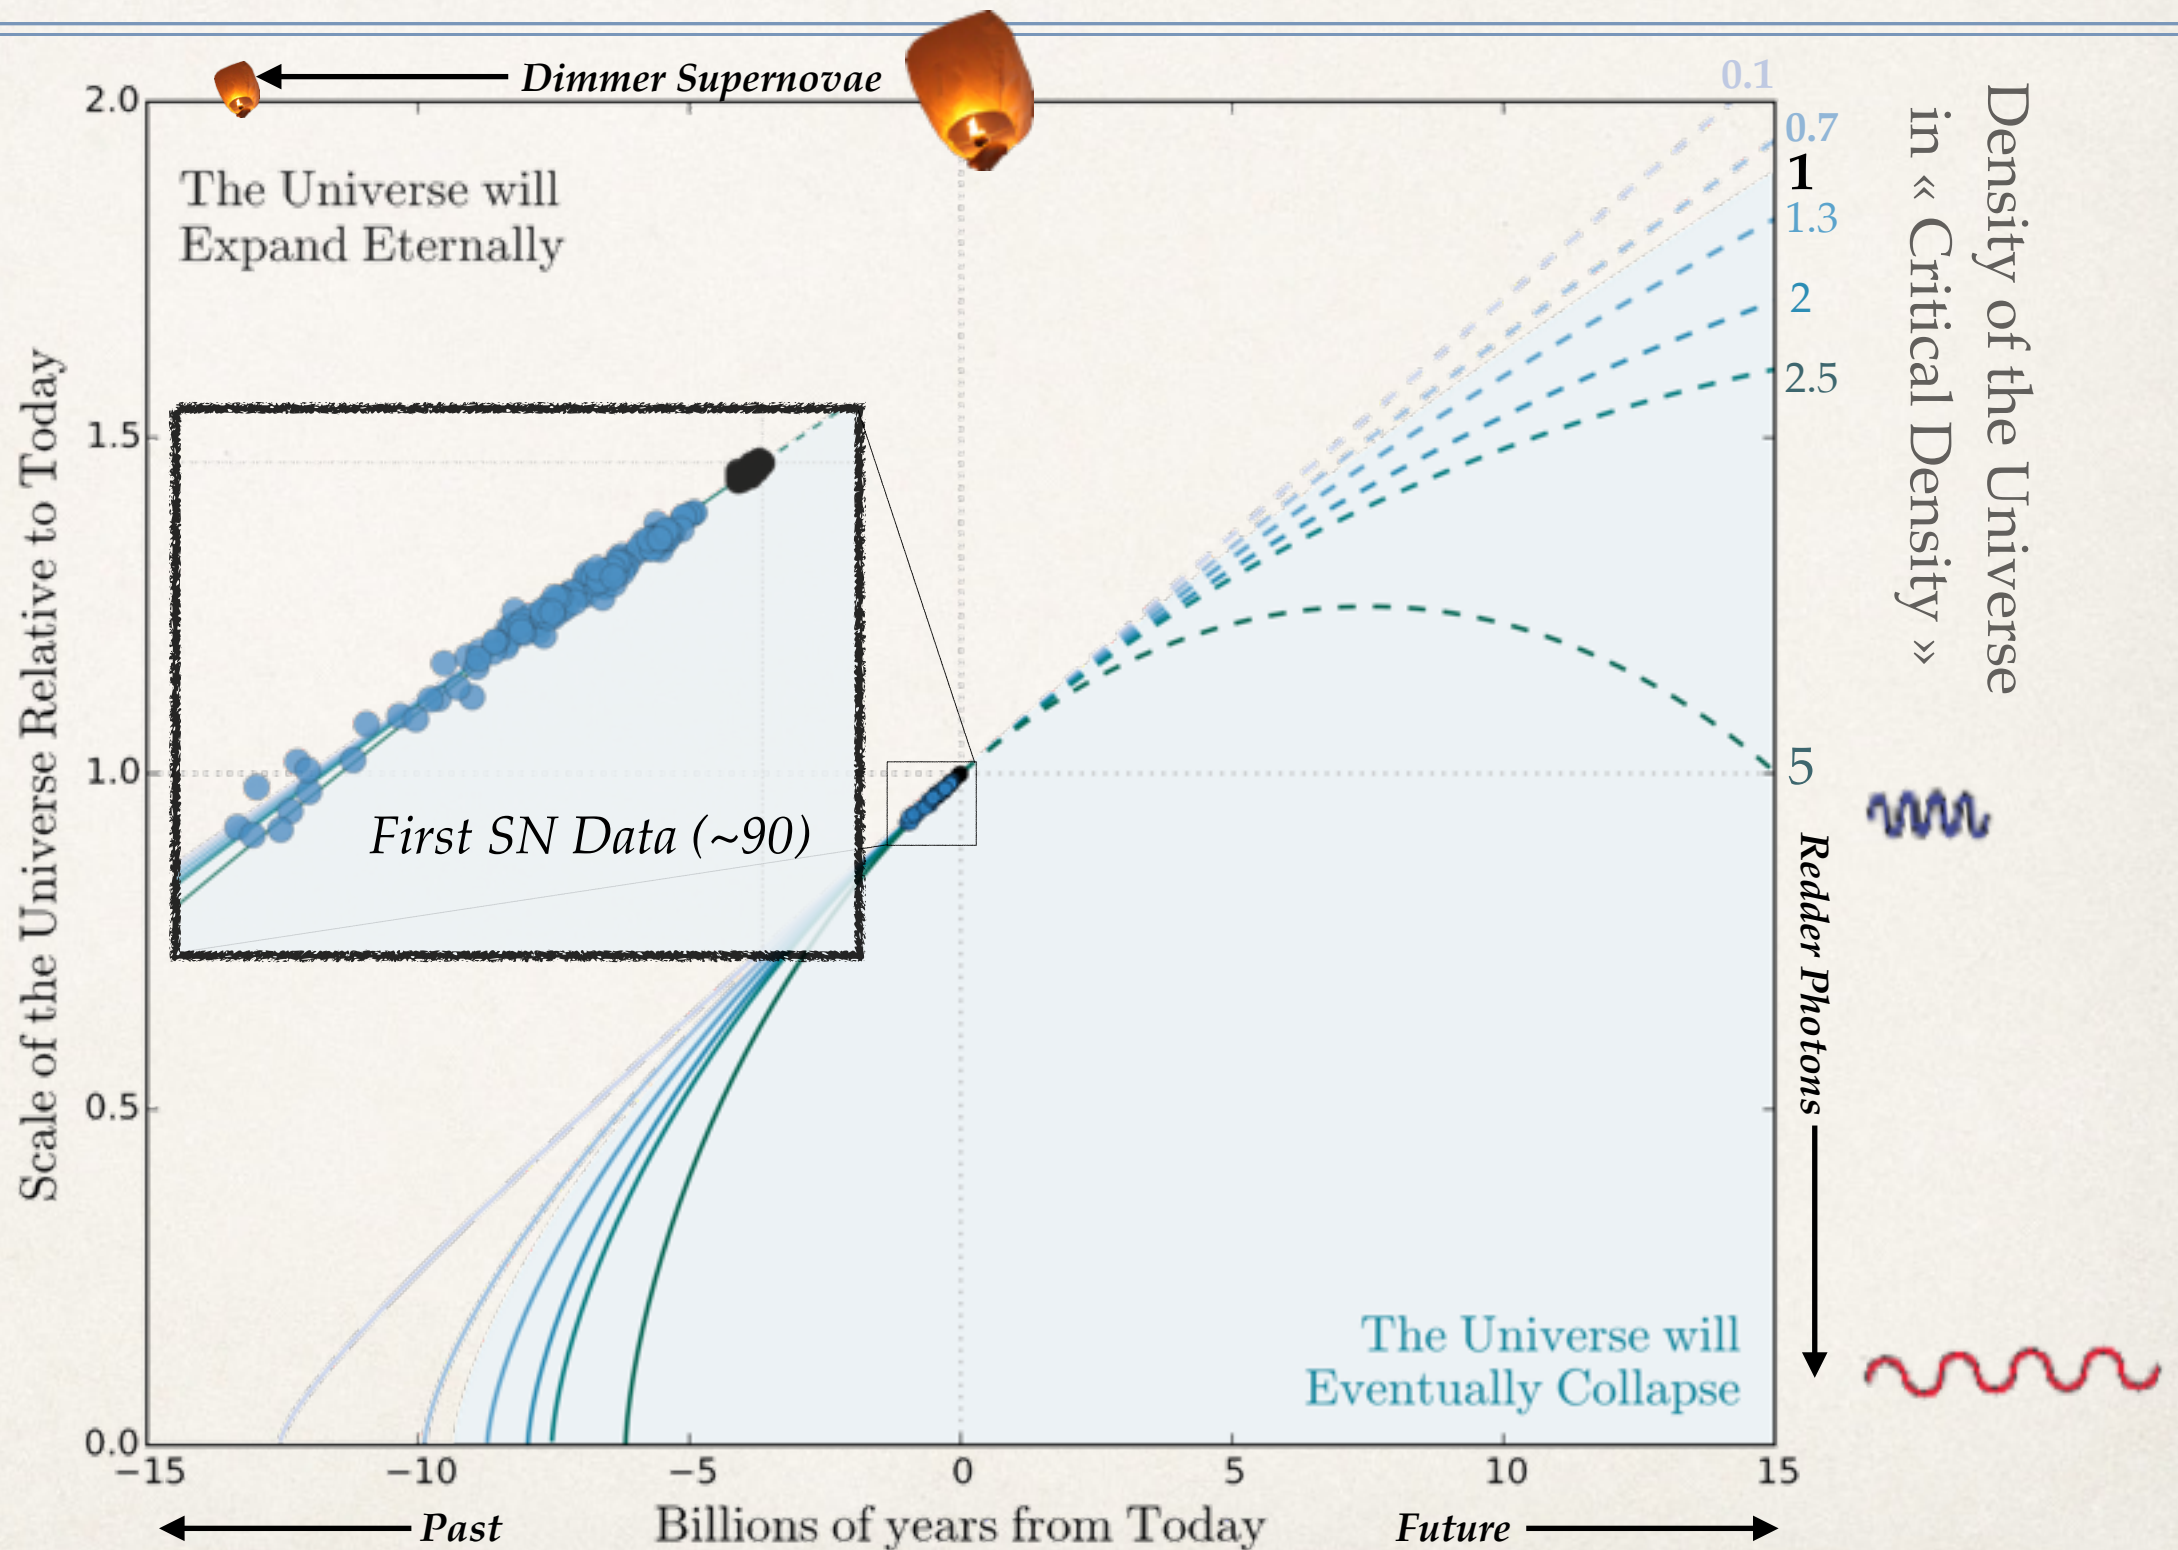 Dimmer Supernovae
0.1
2.0
0.7
1
1.3
2
2.5
5
The Universe will
Expand Eternally
Density of the Universe
in « Critical Density »
Scale of the Universe Relative to Today
1.5
1.0
First SN Data (~90)
Redder Photons
0.5
The Universe will
Eventually Collapse
0.0
−15
−10
−5
0
5
10
15
Past
Billions of years from Today
Future